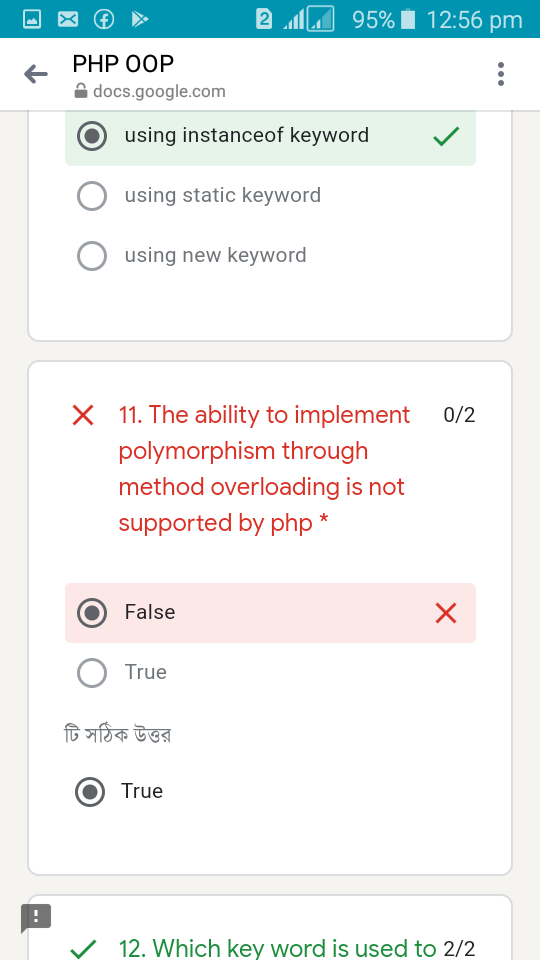 2 95% 12:56 pm
PHP OOP
docs.google.com
using instanceof keyword
using static keyword
using new keyword
11. The ability to implement 0/2
polymorphism through
method overloading is not
supported by php *
False
True
টি সঠিক উত্তর
True
12. Which key word is used to 2/2